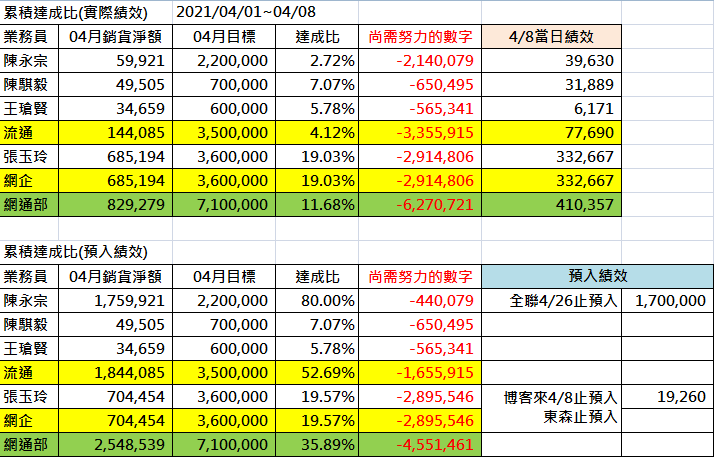 累積達成比(實際績效) 2021/04/01~04/08
業務員 04月銷貨淨額 04月目標 達成比 尚需努力的數字 4/8當日績效
陳永宗 59,921 2,200,000 2.72% -2,140,079 39,630
陳騏毅 49,505 700,000 7.07% -650,495 31,889
王瑲賢 34,659 600,000 5.78% -565,341 6,171
流通 144,085 3,500,000 4.12% -3,355,915 77,690
張玉玲 685,194 3,600,000 19.03% -2,914,806 332,667
網企 685,194 3,600,000 19.03% -2,914,806 332,667
網通部 829,279 7,100,000 11.68% -6,270,721 410,357
累積達成比(預入績效)
業務員 04月銷貨淨額 04月目標 達成比 尚需努力的數字 預入績效
陳永宗 1,759,921 2,200,000 80.00% -440,079 全聯4/26止預入 1,700,000
陳騏毅 49,505 700,000 7.07% -650,495
王瑲賢 34,659 600,000 5.78% -565,341
流通 1,844,085 3,500,000 52.69% -1,655,915
張玉玲 704,454 3,600,000 19.57% -2,895,546 博客來4/8止預入 19,260
網企 704,454 3,600,000 19.57% -2,895,546 東森止預入
網通部 2,548,539 7,100,000 35.89% -4,551,461